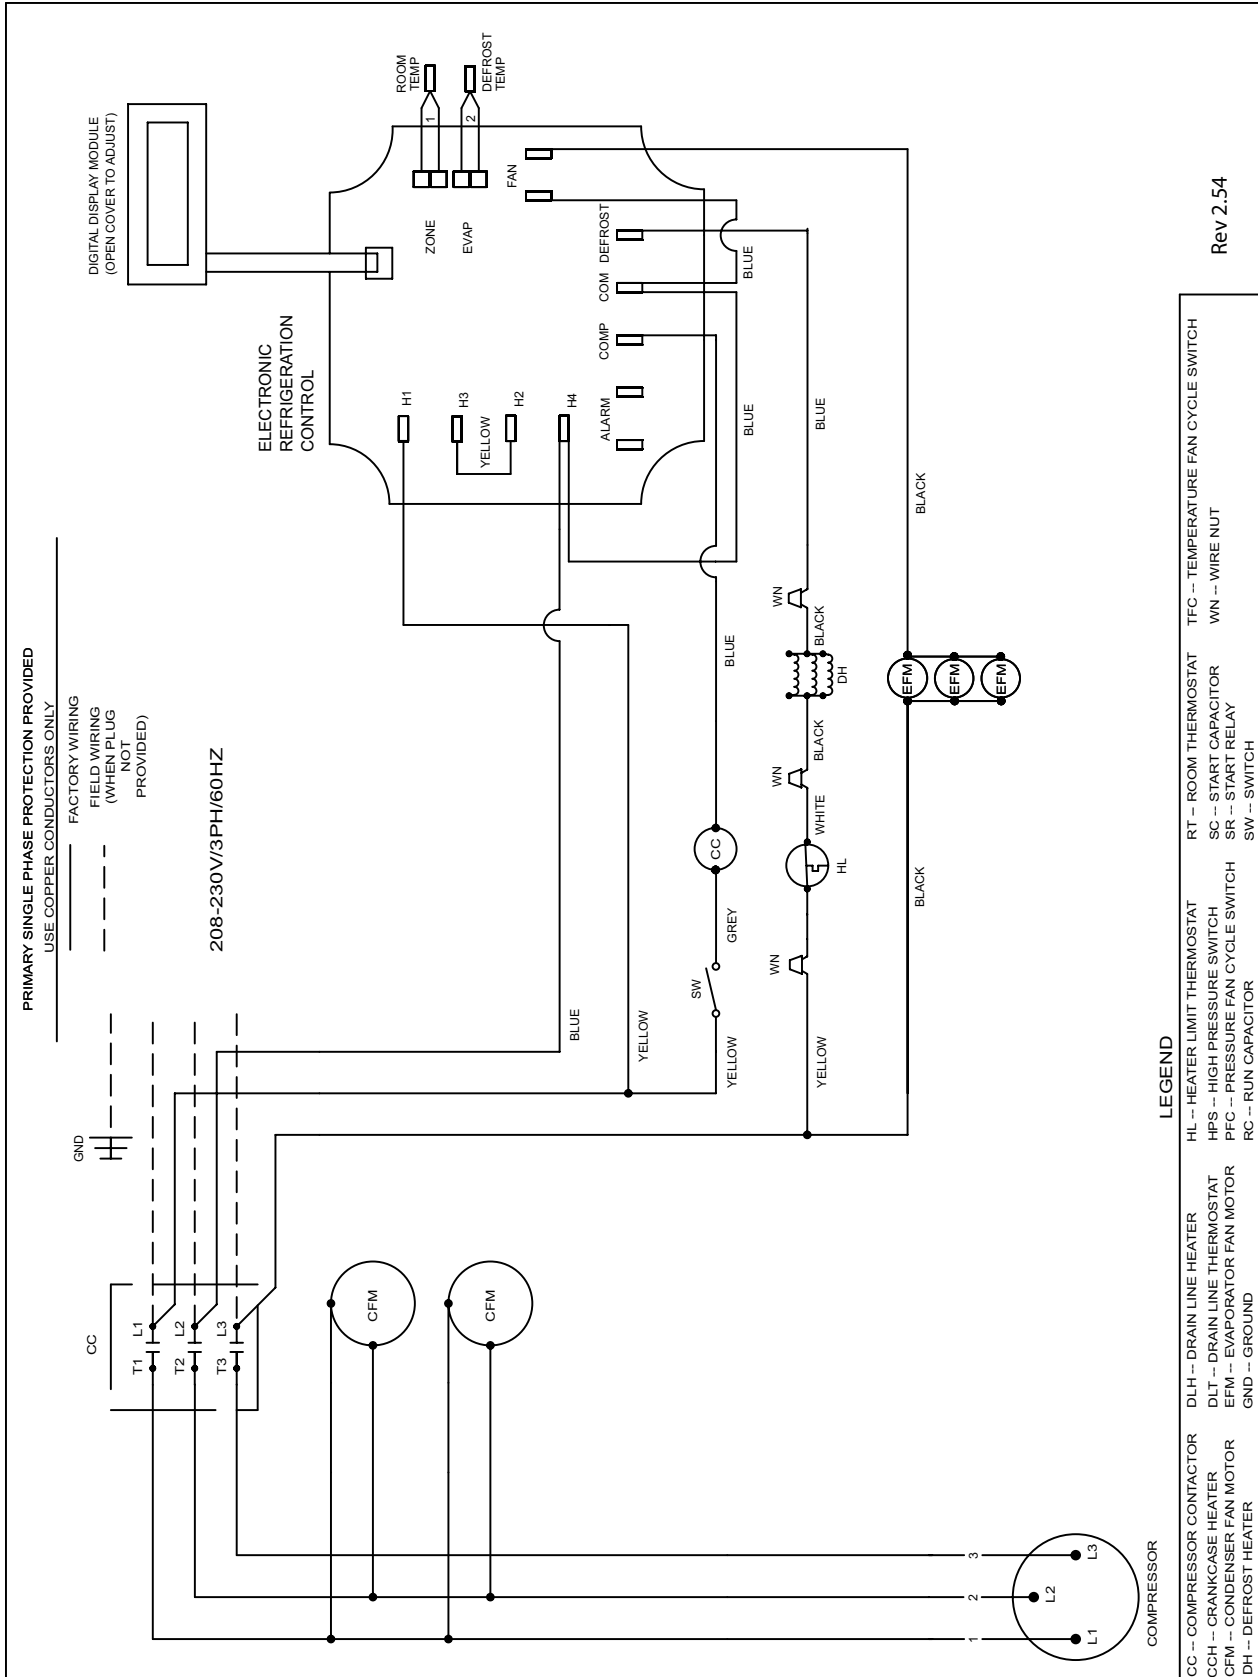 PRIMARY SINGLE PHASE PROTECTION PROVIDED
USE COPPER CONDUCTORS ONLY
FACTORY WIRING
FIELD WIRING
(WHEN PLUG
NOT
PROVIDED)
208-230V/3PH/60HZ
DIGITAL DISPLAY MODULE
(OPEN COVER TO ADJUST)
ELECTRONIC
REFRIGERATION
CONTROL
ROOM
TEMP
DEFROST
TEMP
1
2
ZONE
EVAP
FAN
H1
H3
H2
H4
YELLOW
ALARM
COMP
COM
DEFROST
BLUE
BLUE
BLUE
BLACK
GND
CC
T1
L1
T2
L2
T3
L3
CFM
CFM
BLUE
YELLOW
YELLOW
SW
GREY
CC
BLUE
YELLOW
WN
HL
WHITE
WN
BLACK
DH
BLACK
WN
BLACK
EFM
EFM
EFM
1
2
3
L1
L2
L3
COMPRESSOR
LEGEND
CC -- COMPRESSOR CONTACTOR
CCH -- CRANKCASE HEATER
CFM -- CONDENSER FAN MOTOR
DH -- DEFROST HEATER
DLH -- DRAIN LINE HEATER
DLT -- DRAIN LINE THERMOSTAT
EFM -- EVAPORATOR FAN MOTOR
GND -- GROUND
HL -- HEATER LIMIT THERMOSTAT
HPS -- HIGH PRESSURE SWITCH
PFC -- PRESSURE FAN CYCLE SWITCH
RC -- RUN CAPACITOR
RT -- ROOM THERMOSTAT
SC -- START CAPACITOR
SR -- START RELAY
SW -- SWITCH
TFC -- TEMPERATURE FAN CYCLE SWITCH
WN -- WIRE NUT
Rev 2.54